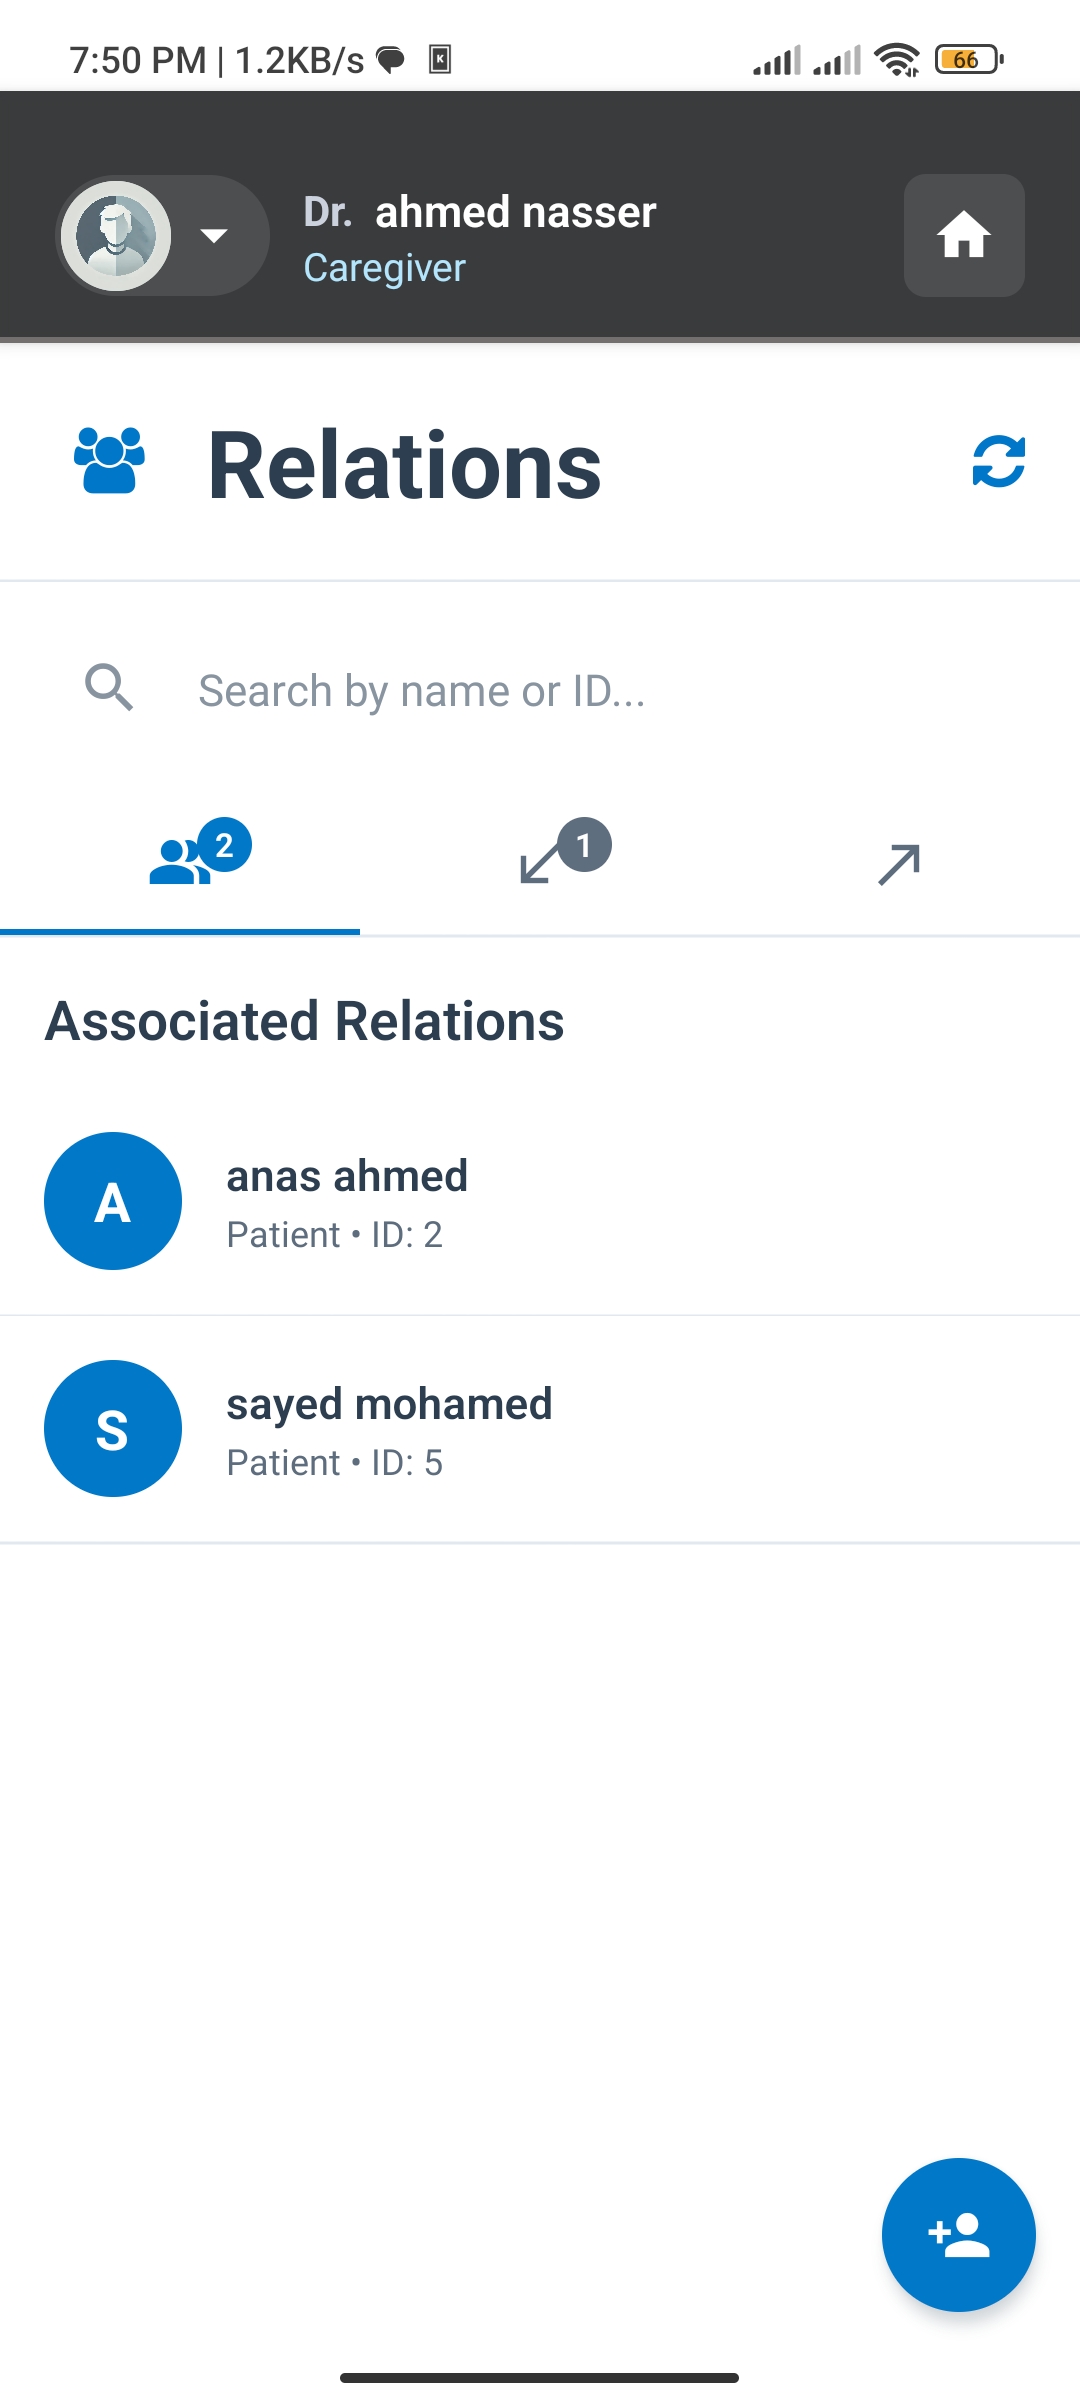 7:50 PM | 1.2KB/s
66
Dr. ahmed nasser
Caregiver
Relations
Search by name or ID...
2
1
Associated Relations
A
anas ahmed
Patient • ID: 2
S
sayed mohamed
Patient • ID: 5